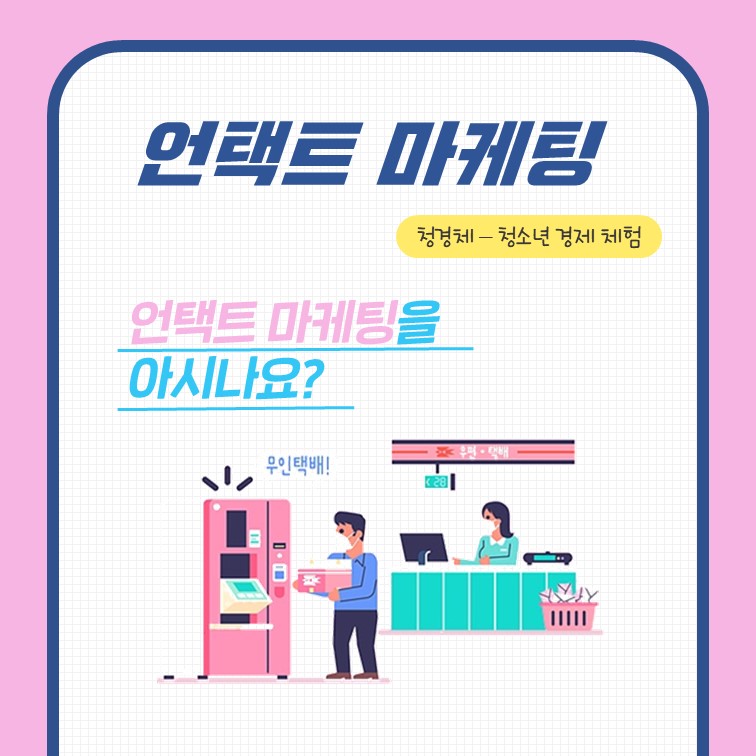 언택트 마케팅
청경체 – 청소년 경제 체험
언택트 마케팅을
아시나요?
우편 · 택배
무인택배!
28